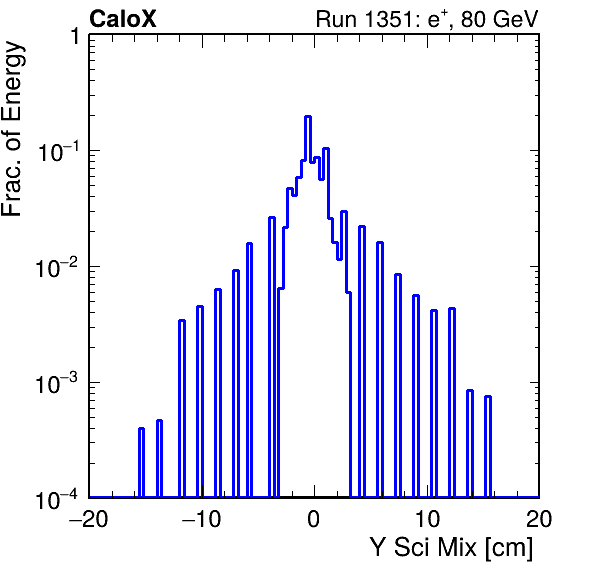 CaloX Run 1351: e⁺, 80 GeV
Frac. of Energy
1
10⁻¹
10⁻²
10⁻³
10⁻⁴
−20 −10 0 10 20
Y Sci Mix [cm]